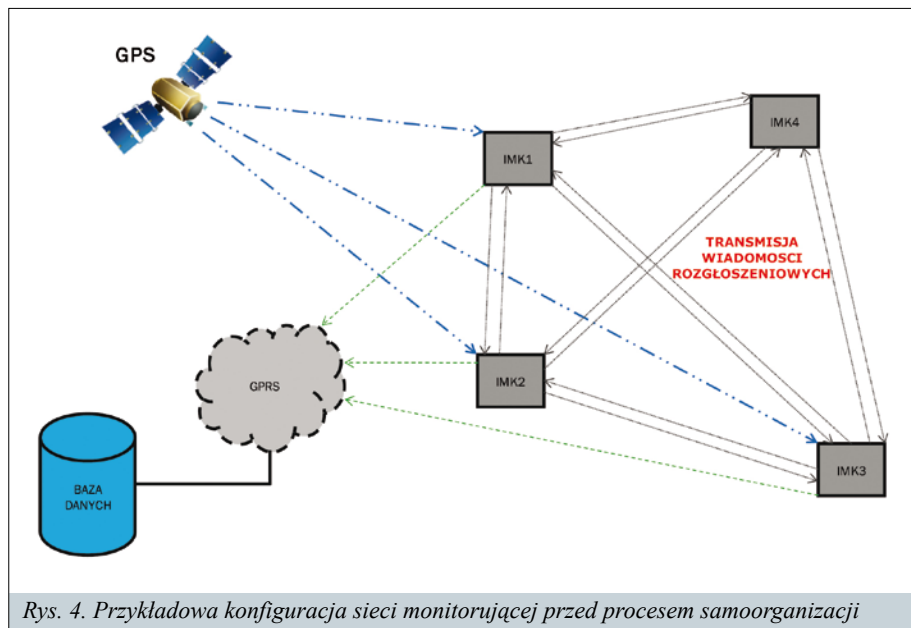 GPS
IMK4
IMK1
TRANSMISJA
WIADOMOSCI
ROZGŁOSZENIOWYCH
IMK2
GPRS
IMK3
BAZA
DANYCH
Rys. 4. Przykładowa konfiguracja sieci monitorującej przed procesem samoorganizacji